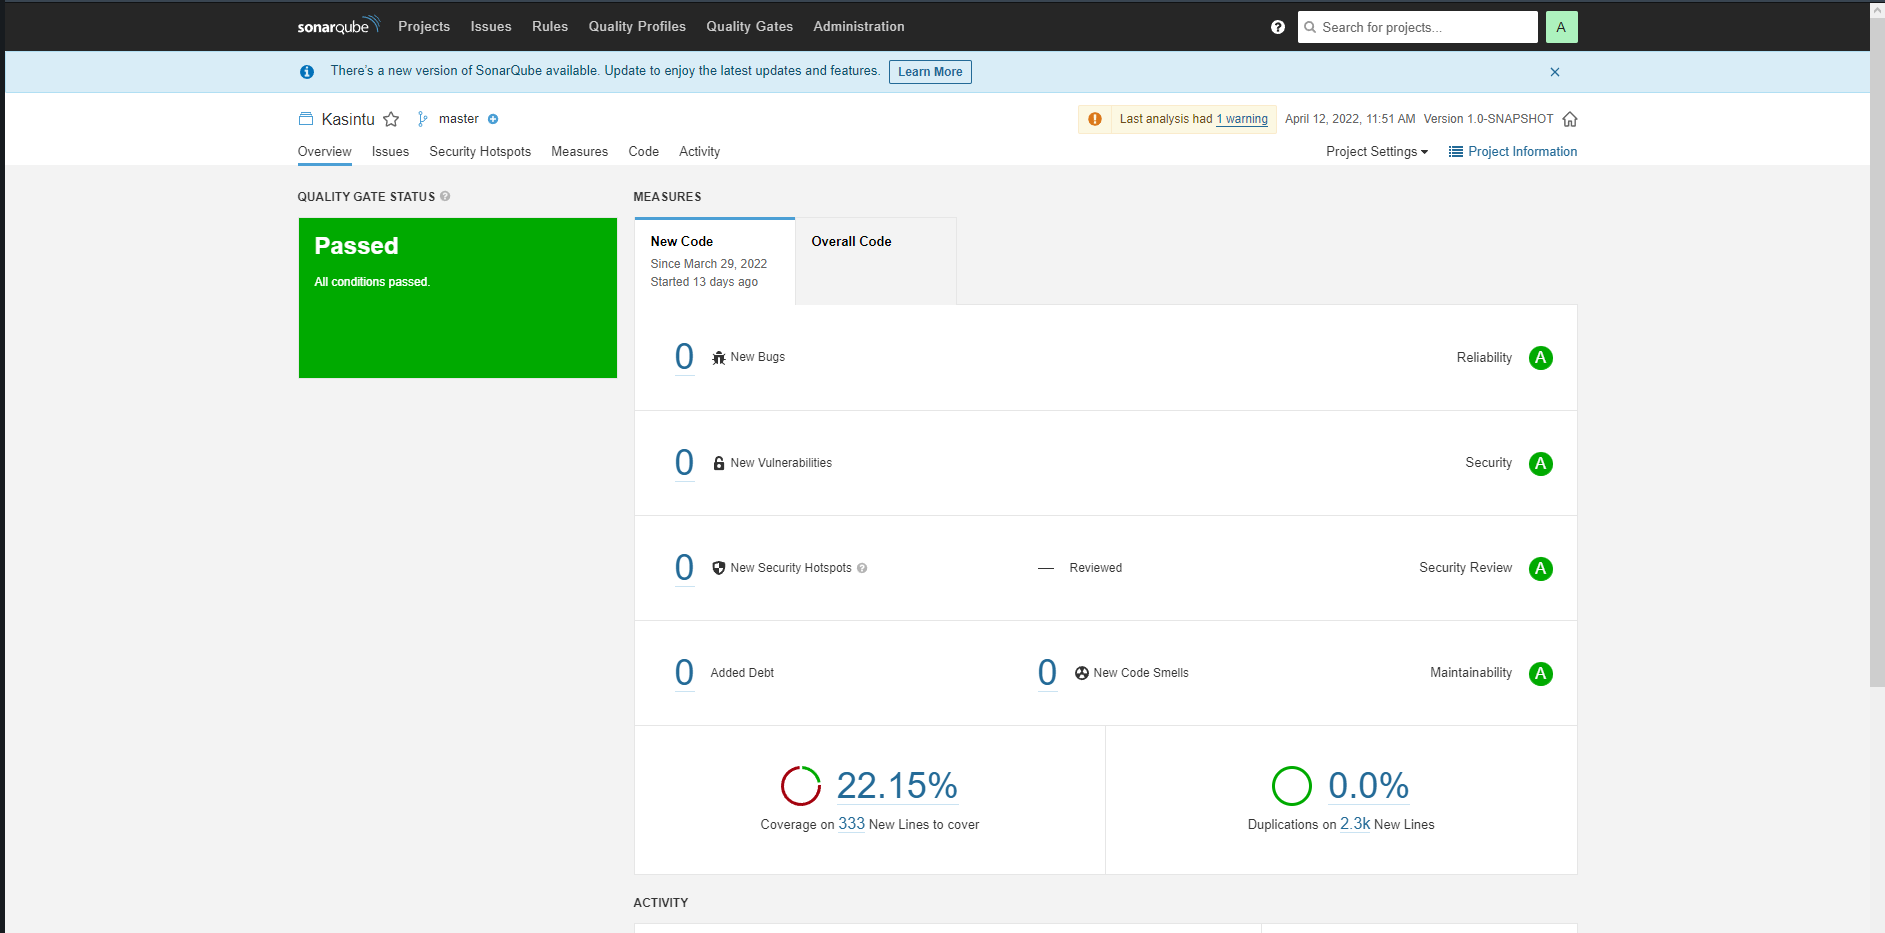 sonarqube Projects Issues Rules Quality Profiles Quality Gates Administration ? Search for projects... A
There's a new version of SonarQube available. Update to enjoy the latest updates and features. Learn More
Kasintu master Last analysis had 1 warning April 12, 2022, 11:51 AM Version 1.0-SNAPSHOT
Overview Issues Security Hotspots Measures Code Activity Project Settings Project Information
QUALITY GATE STATUS ?
Passed
All conditions passed.
MEASURES
New Code
Since March 29, 2022
Started 13 days ago
Overall Code
0 New Bugs Reliability A
0 New Vulnerabilities Security A
0 New Security Hotspots ? — Reviewed Security Review A
0 Added Debt 0 New Code Smells Maintainability A
22.15%
Coverage on 333 New Lines to cover
0.0%
Duplications on 2.3k New Lines
ACTIVITY